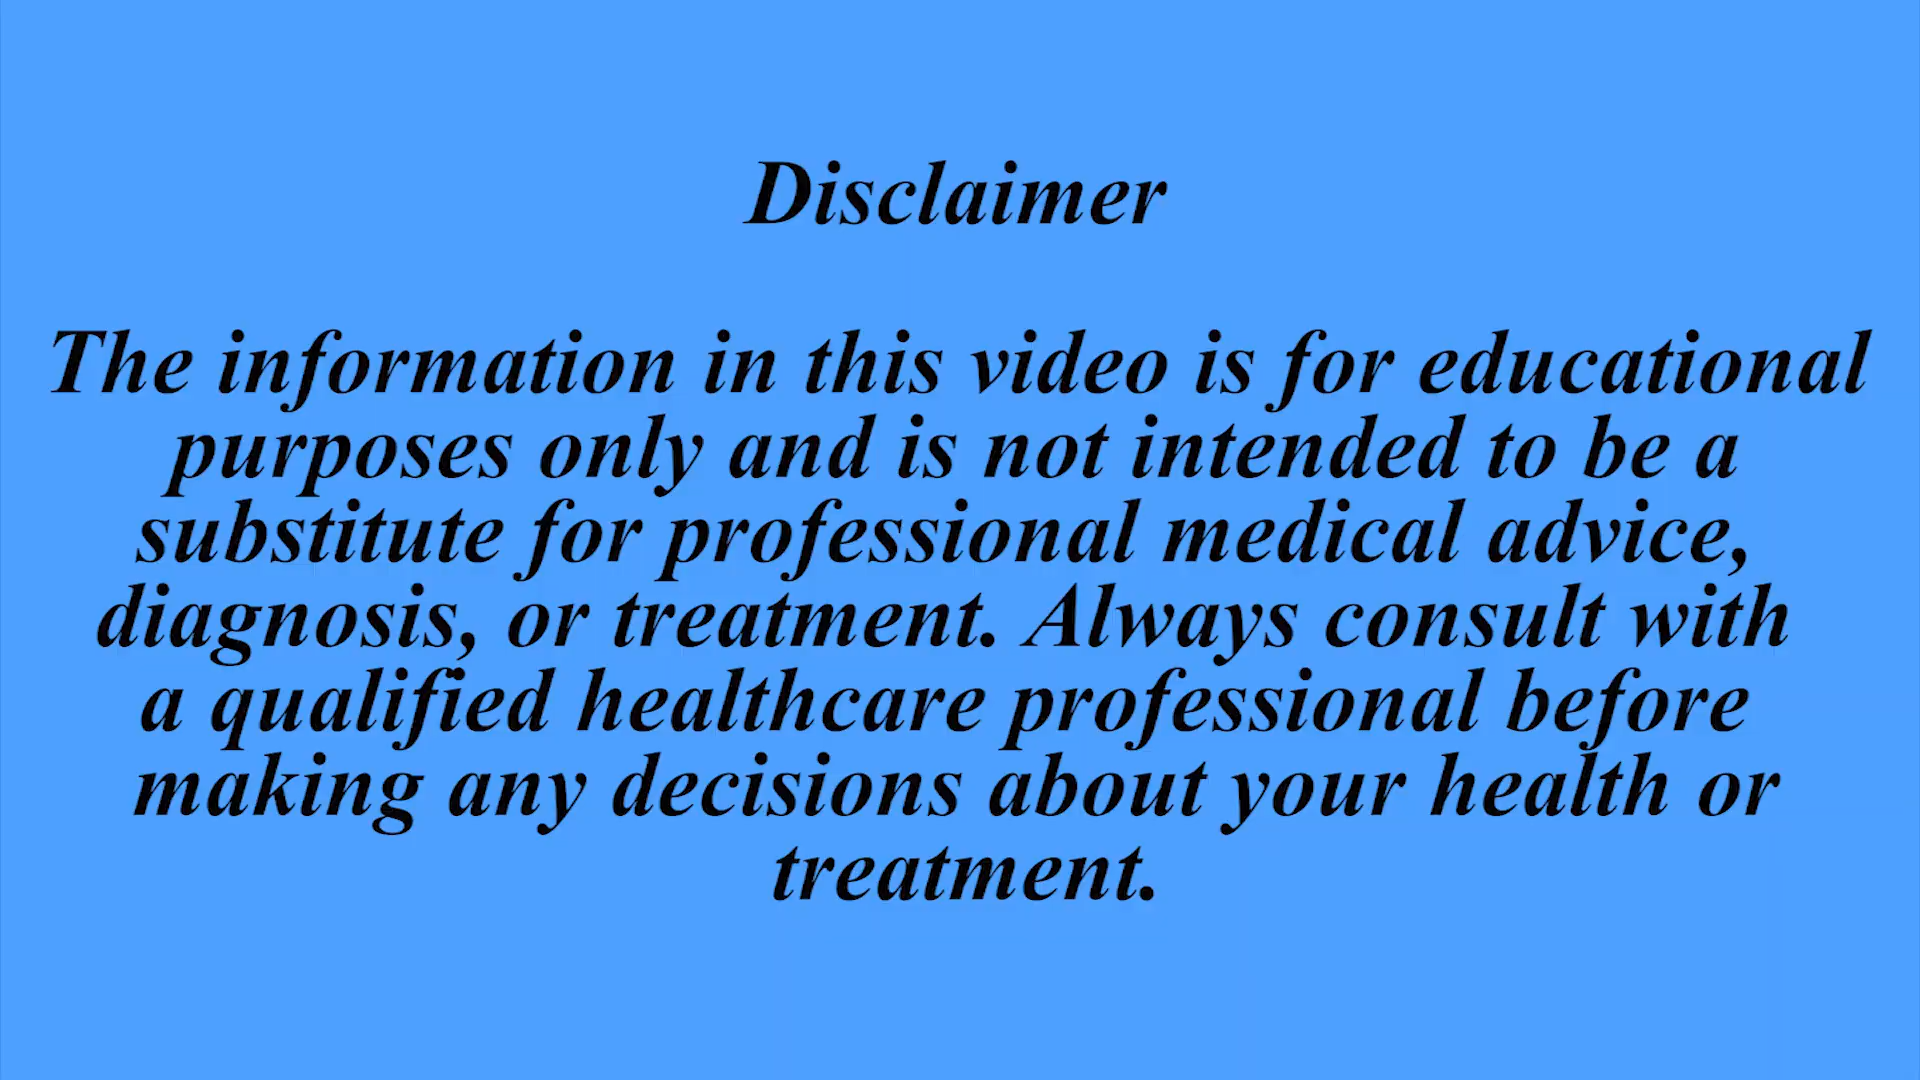 Disclaimer
The information in this video is for educational
purposes only and is not intended to be a
substitute for professional medical advice,
diagnosis, or treatment. Always consult with
a qualified healthcare professional before
making any decisions about your health or
treatment.